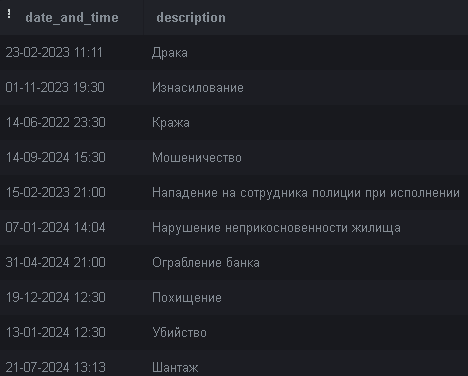 date_and_time description
23-02-2023 11:11 Драка
01-11-2023 19:30 Изнасилование
14-06-2022 23:30 Кража
14-09-2024 15:30 Мошеничество
15-02-2023 21:00 Нападение на сотрудника полиции при исполнении
07-01-2024 14:04 Нарушение неприкосновенности жилища
31-04-2024 21:00 Ограбление банка
19-12-2024 12:30 Похищение
13-01-2024 12:30 Убийство
21-07-2024 13:13 Шантаж